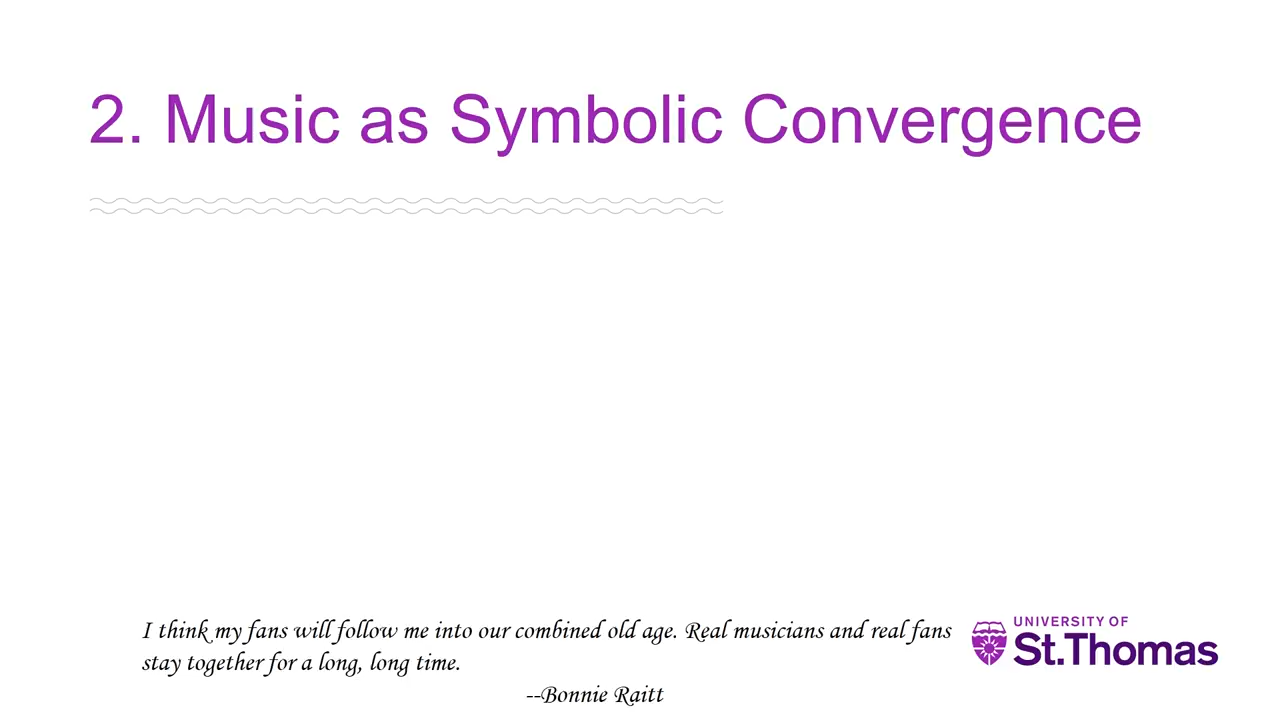 2. Music as Symbolic Convergence
I think my fans will follow me into our combined old age. Real musicians and real fans
stay together for a long, long time.
--Bonnie Raitt
UNIVERSITY OF
St.Thomas